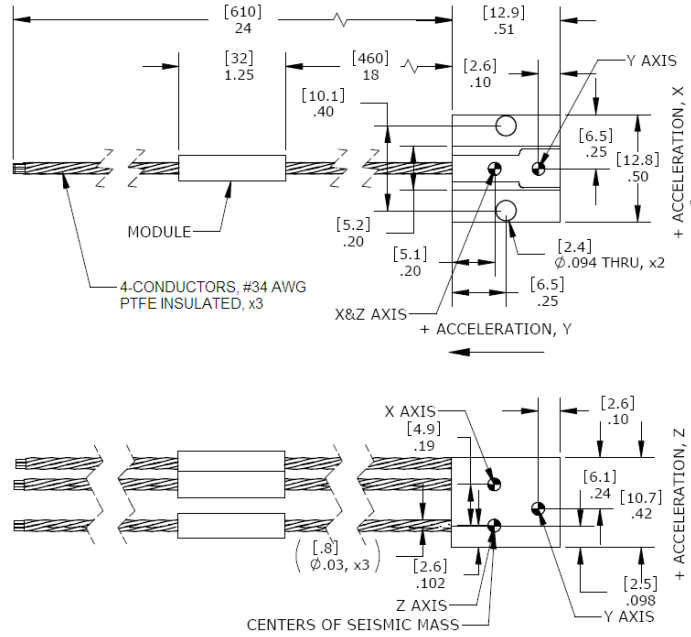 [610]
24
[12.9]
.51
[32]
1.25
[460]
18
[2.6]
.10
Y AXIS
[10.1]
.40
[6.5]
.25
[12.8]
.50
+ ACCELERATION, X
MODULE
[5.2]
.20
[5.1]
.20
[2.4]
Ø.094 THRU, x2
4-CONDUCTORS, #34 AWG
PTFE INSULATED, x3
[6.5]
.25
X&Z AXIS
+ ACCELERATION, Y
X AXIS
[4.9]
.19
[2.6]
.10
[6.1]
.24
[10.7]
.42
+ ACCELERATION, Z
[.8]
Ø.03, x3
[2.6]
.102
[2.5]
.098
Z AXIS
Y AXIS
CENTERS OF SEISMIC MASS